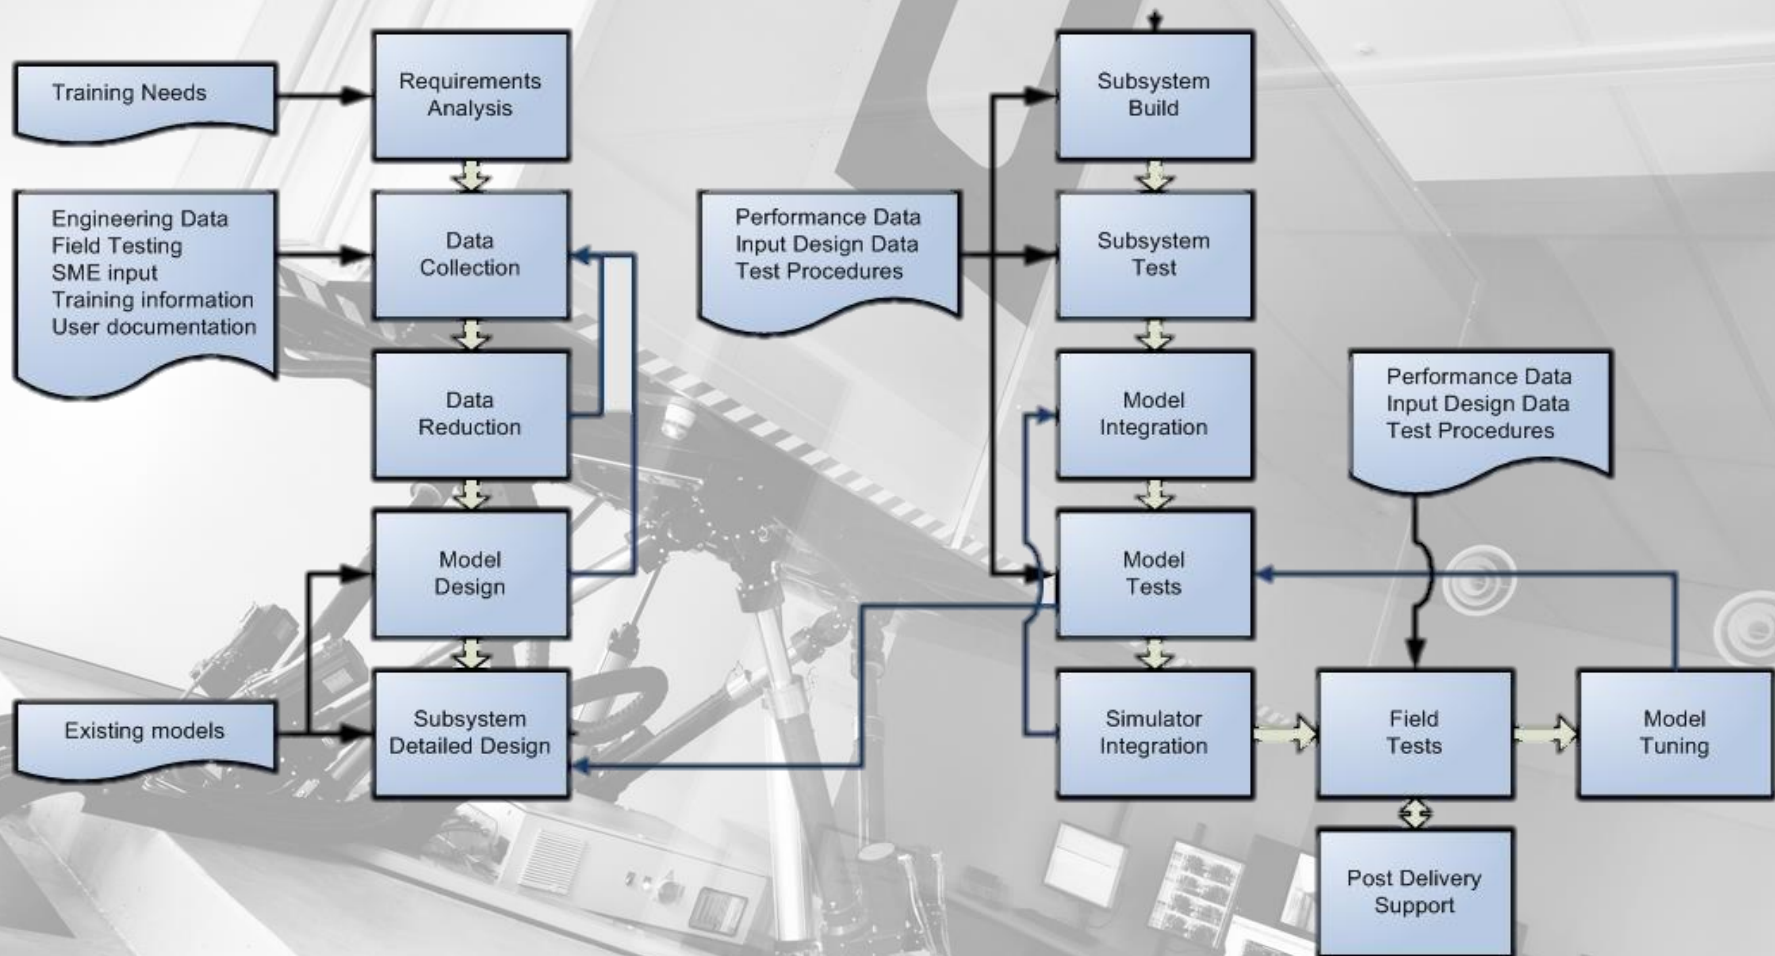 Training Needs
Requirements
Analysis
Engineering Data
Field Testing
SME input
Training information
User documentation
Data
Collection
Data
Reduction
Model
Design
Existing models
Subsystem
Detailed Design
Subsystem
Build
Performance Data
Input Design Data
Test Procedures
Subsystem
Test
Model
Integration
Performance Data
Input Design Data
Test Procedures
Model
Tests
Simulator
Integration
Field
Tests
Model
Tuning
Post Delivery
Support